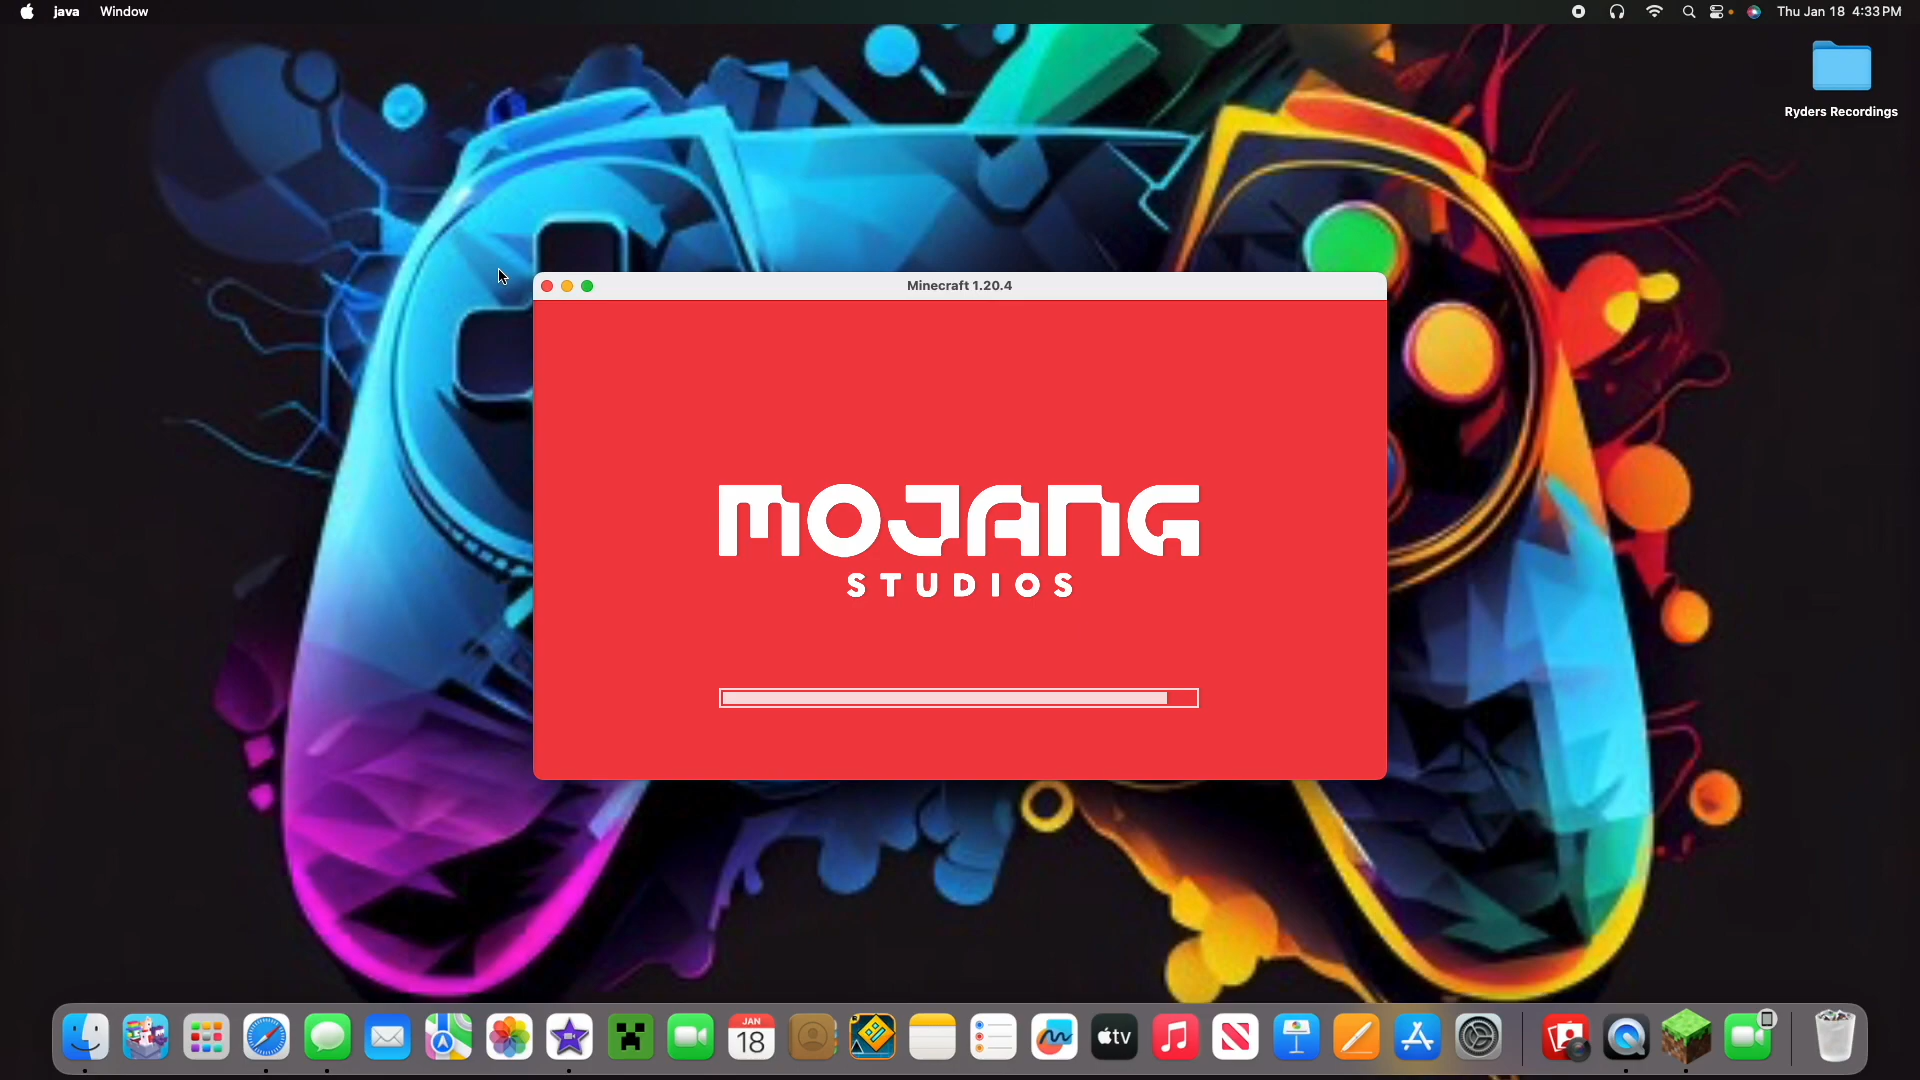 java Window Thu Jan 18 4:33 PM
Ryders Recordings
Minecraft 1.20.4
MOJANG
STUDIOS
JAN
18
tv